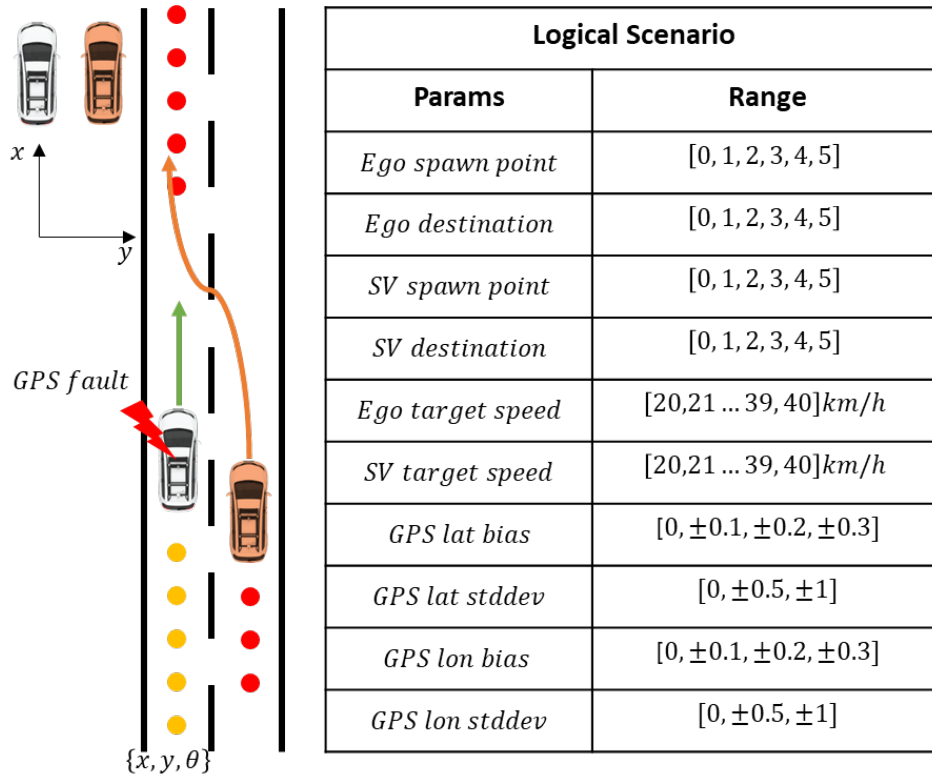 x
y
GPS fault
{x, y, θ}
Logical Scenario
Params Range
Ego spawn point [0, 1, 2, 3, 4, 5]
Ego destination [0, 1, 2, 3, 4, 5]
SV spawn point [0, 1, 2, 3, 4, 5]
SV destination [0, 1, 2, 3, 4, 5]
Ego target speed [20,21 … 39, 40]km/h
SV target speed [20,21 … 39, 40]km/h
GPS lat bias [0, ±0.1, ±0.2, ±0.3]
GPS lat stddev [0, ±0.5, ±1]
GPS lon bias [0, ±0.1, ±0.2, ±0.3]
GPS lon stddev [0, ±0.5, ±1]